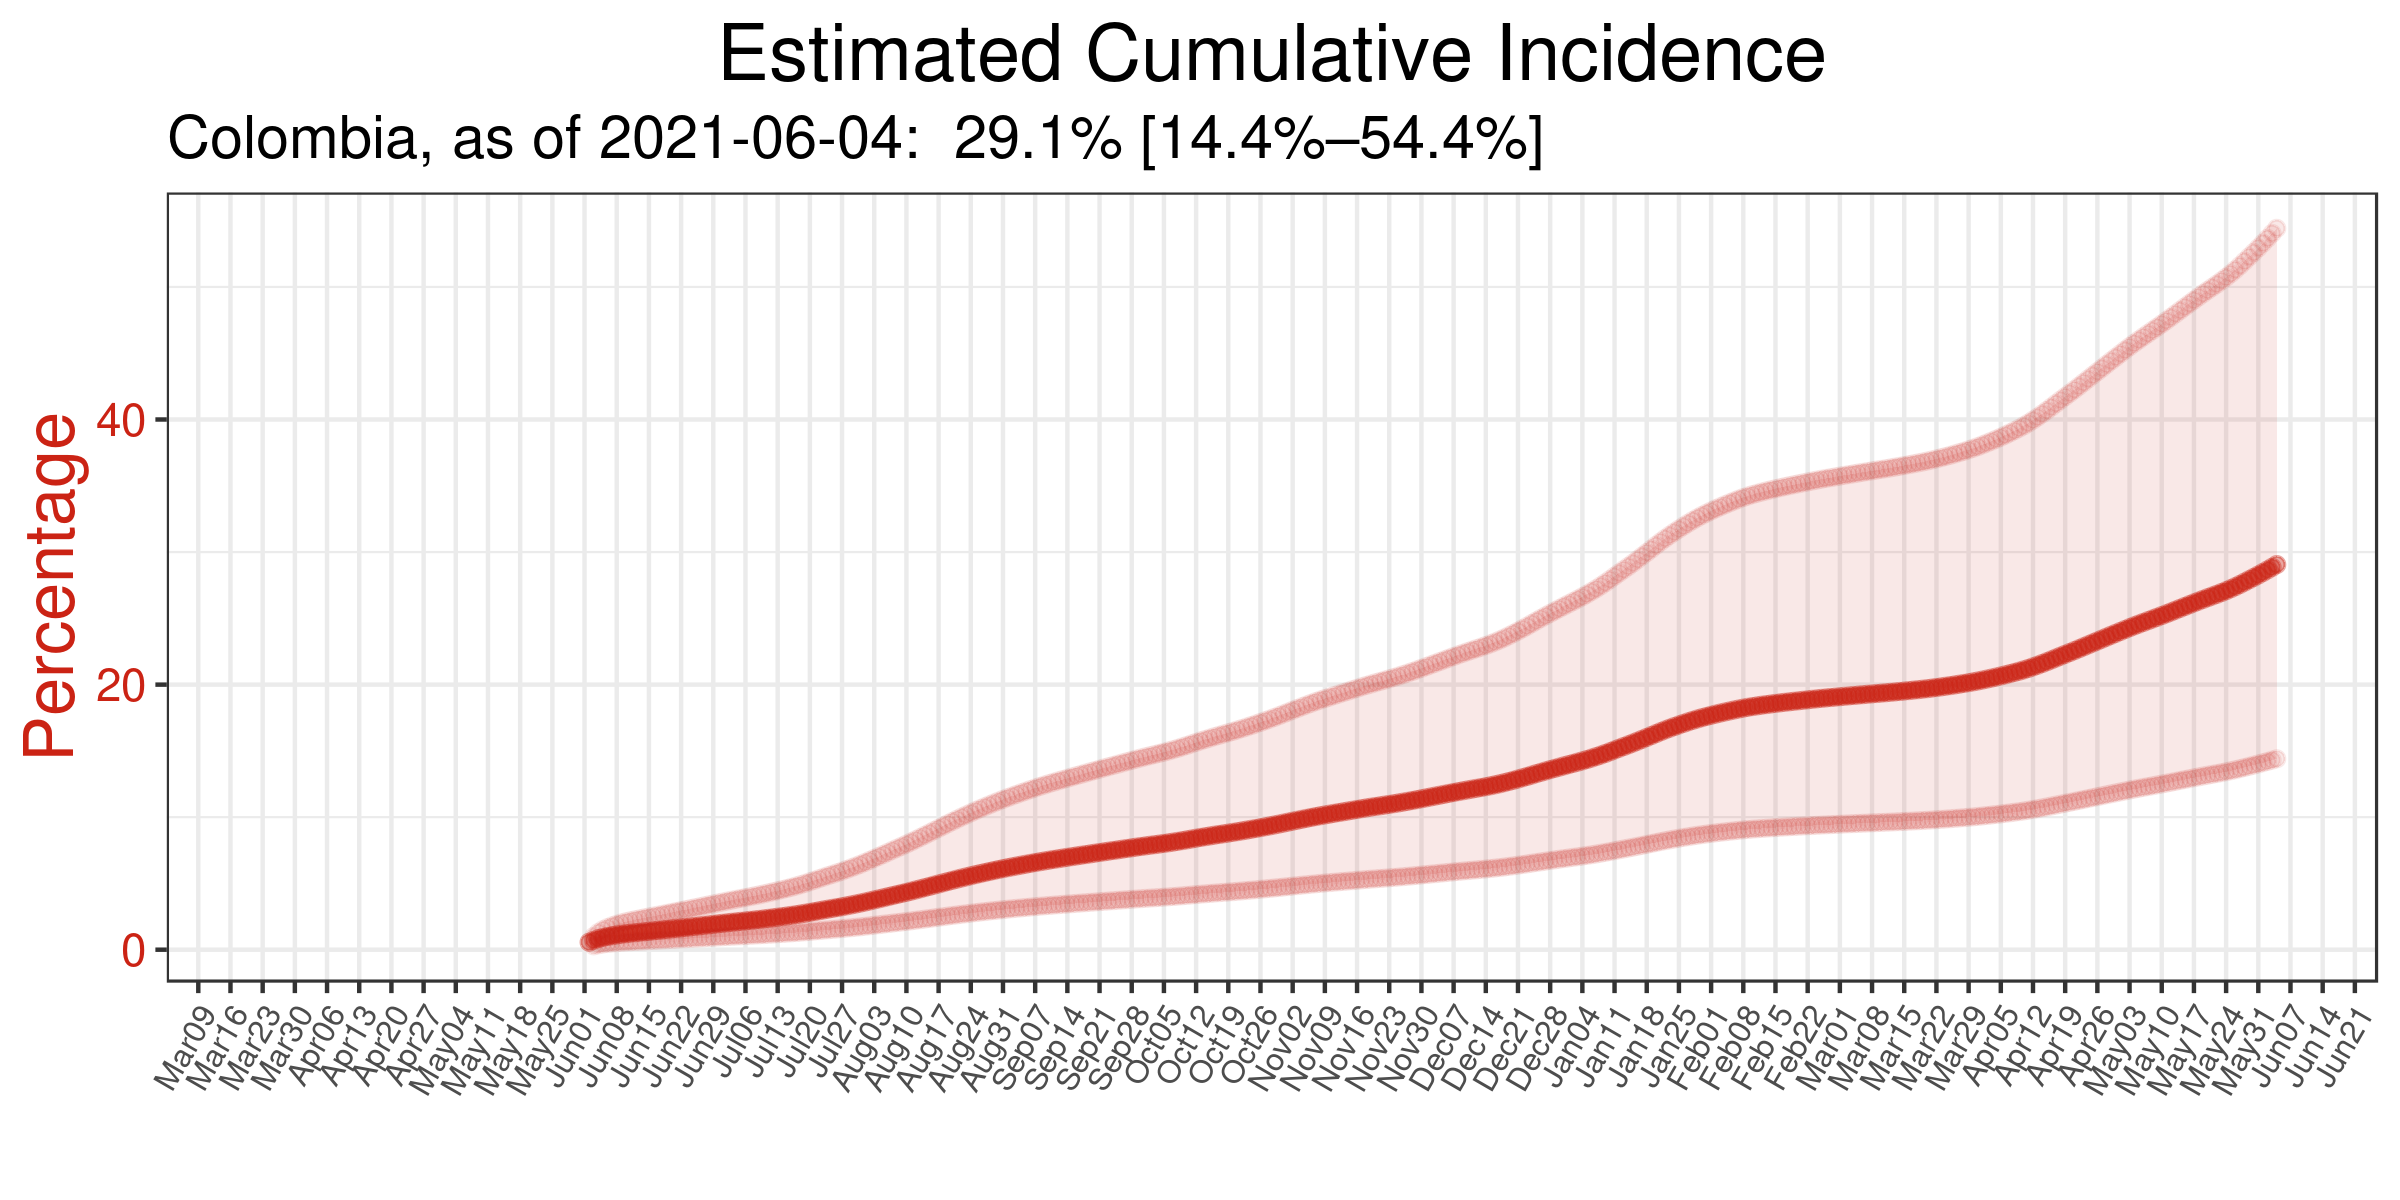 Estimated Cumulative Incidence
Colombia, as of 2021-06-04:  29.1% [14.4%–54.4%]
Percentage
40
20
0
Mar09
Mar16
Mar23
Mar30
Apr06
Apr13
Apr20
Apr27
May04
May11
May18
May25
Jun01
Jun08
Jun15
Jun22
Jun29
Jul06
Jul13
Jul20
Jul27
Aug03
Aug10
Aug17
Aug24
Aug31
Sep07
Sep14
Sep21
Sep28
Oct05
Oct12
Oct19
Oct26
Nov02
Nov09
Nov16
Nov23
Nov30
Dec07
Dec14
Dec21
Dec28
Jan04
Jan11
Jan18
Jan25
Feb01
Feb08
Feb15
Feb22
Mar01
Mar08
Mar15
Mar22
Mar29
Apr05
Apr12
Apr19
Apr26
May03
May10
May17
May24
May31
Jun07
Jun14
Jun21